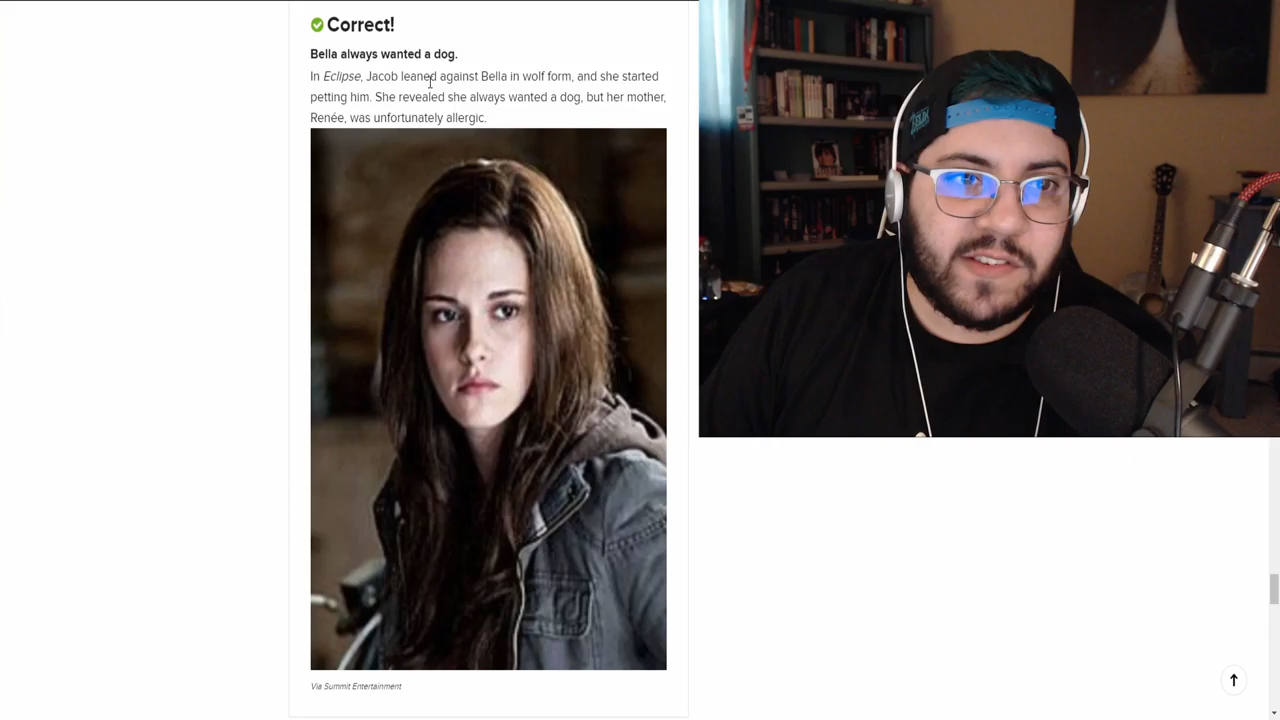 Correct!
Bella always wanted a dog.
In Eclipse, Jacob leaned against Bella in wolf form, and she started
petting him. She revealed she always wanted a dog, but her mother,
Renée, was unfortunately allergic.
Via Summit Entertainment